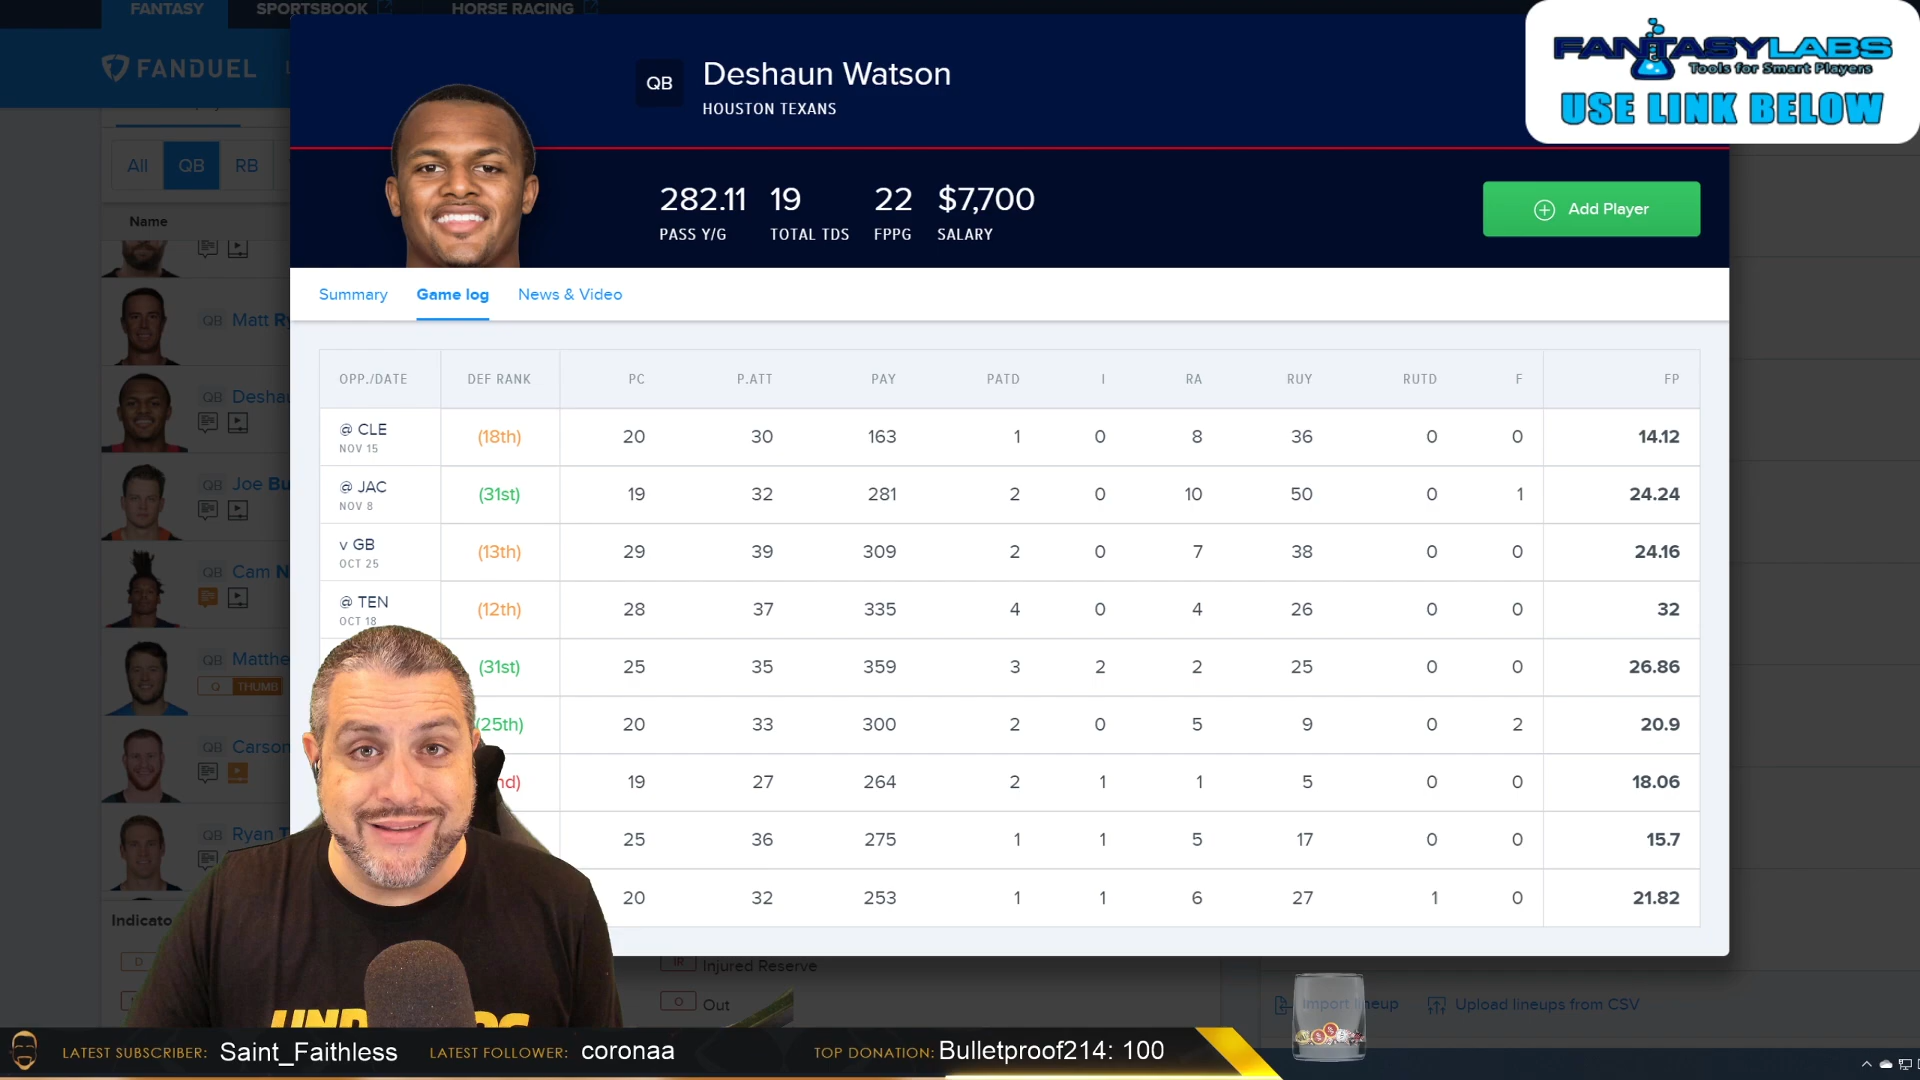 FANTASY SPORTSBOOK HORSE RACING
FANDUEL
FANTASYLABS
Tools for Smart Players
USE LINK BELOW
QB
Deshaun Watson
HOUSTON TEXANS
282.11 19 22 $7,700
PASS Y/G TOTAL TDS FPPG SALARY
Add Player
All QB RB
Name
Summary Game log News & Video
QB Matt
QB
QB Joe
QB Cam
QB
Q THUMB
QB Carson
QB Ryan
OPP./DATE DEF RANK PC P.ATT PAY PATD I RA RUY RUTD F FP
@ CLE
NOV 15
(18th) 20 30 163 1 0 8 36 0 0 14.12
@ JAC
NOV 8
(31st) 19 32 281 2 0 10 50 0 1 24.24
v GB
OCT 25
(13th) 29 39 309 2 0 7 38 0 0 24.16
@ TEN
OCT 18
(12th) 28 37 335 4 0 4 26 0 0 32
(31st) 25 35 359 3 2 2 25 0 0 26.86
(25th) 20 33 300 2 0 5 9 0 2 20.9
19 27 264 2 1 1 5 0 0 18.06
25 36 275 1 1 5 17 0 0 15.7
20 32 253 1 1 6 27 1 0 21.82
D
IR Injured Reserve
O Out
Import lineup Upload lineups from CSV
LATEST SUBSCRIBER: Saint_Faithless LATEST FOLLOWER: coronaa TOP DONATION: Bulletproof214: 100